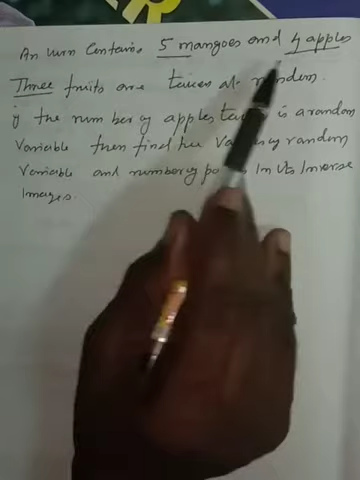 An Urn Contains 5 mangoes and 4 apples
Three fruits are taken at random.
if the number of apples is a random
Variable then find the Values of random
Variable and number of points in its Inverse
Images.